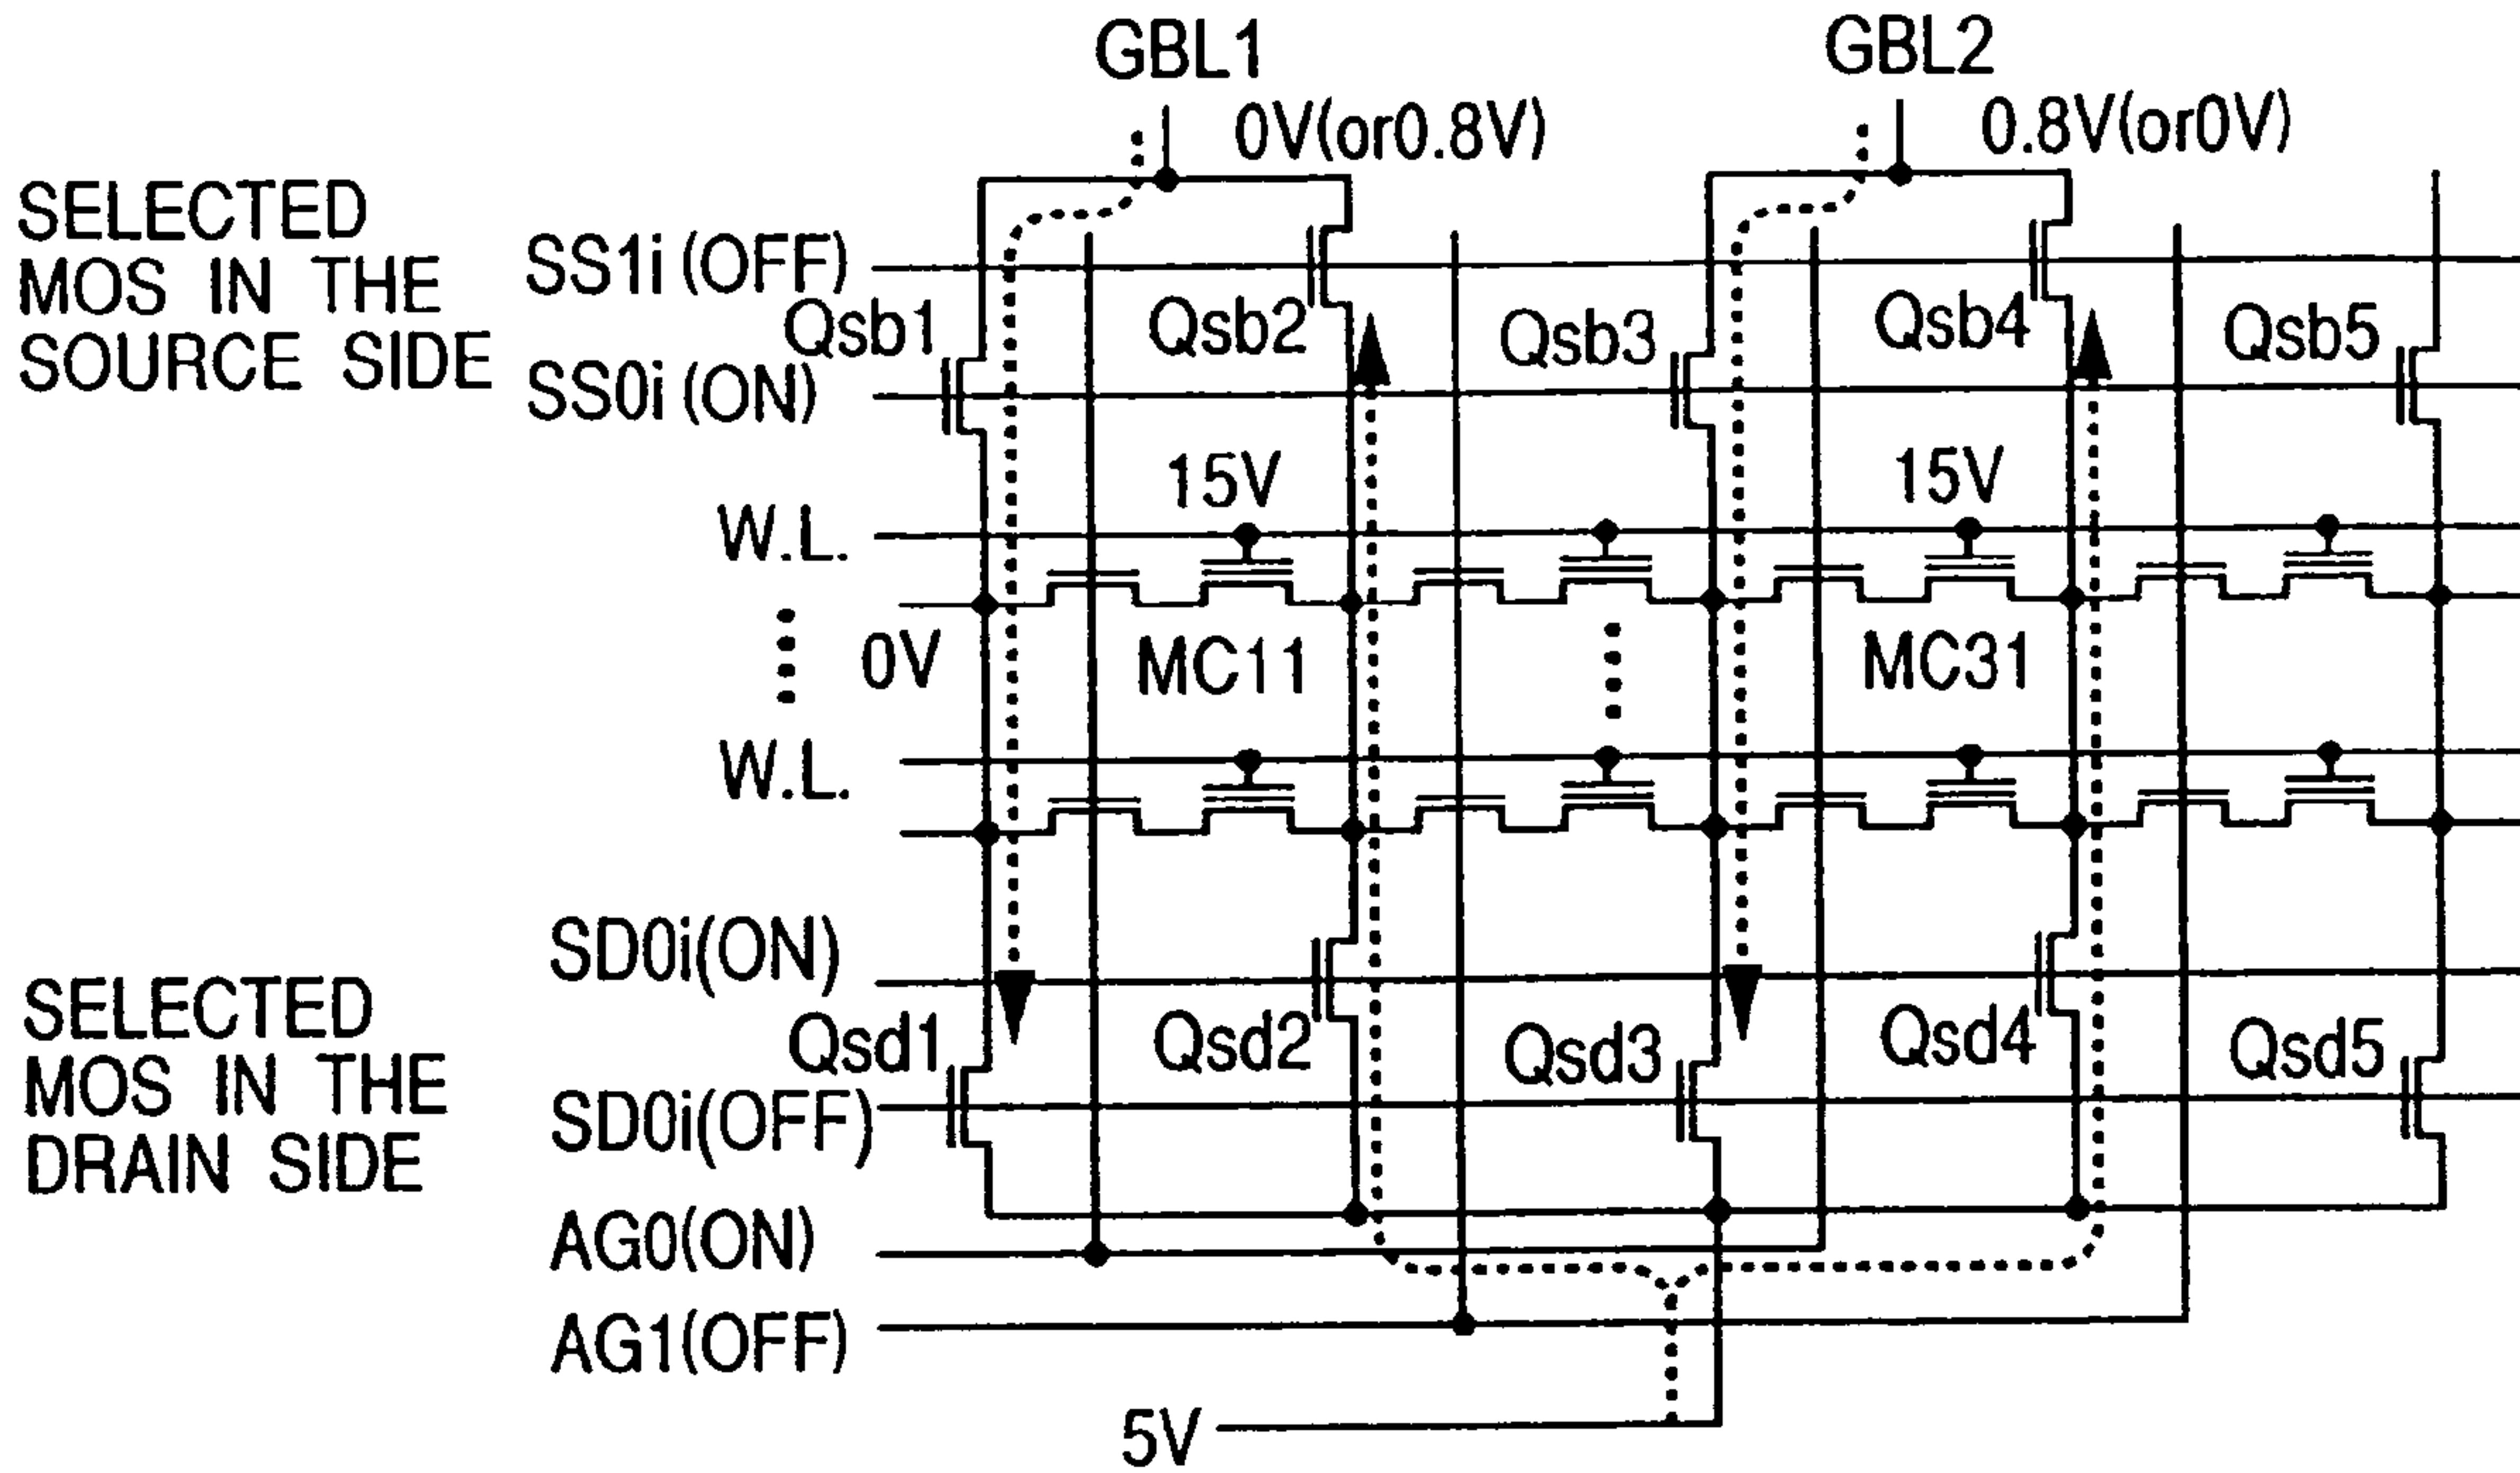 GBL1
GBL2
0V(or0.8V)
0.8V(or0V)
SELECTED
MOS IN THE
SOURCE SIDE
SS1i (OFF)
Qsb1
Qsb2
Qsb3
Qsb4
Qsb5
SS0i (ON)
15V
15V
W.L.
0V
MC11
MC31
W.L.
SD0i(ON)
SELECTED
MOS IN THE
DRAIN SIDE
Qsd1
Qsd2
Qsd3
Qsd4
Qsd5
SD0i(OFF)
AG0(ON)
AG1(OFF)
5V